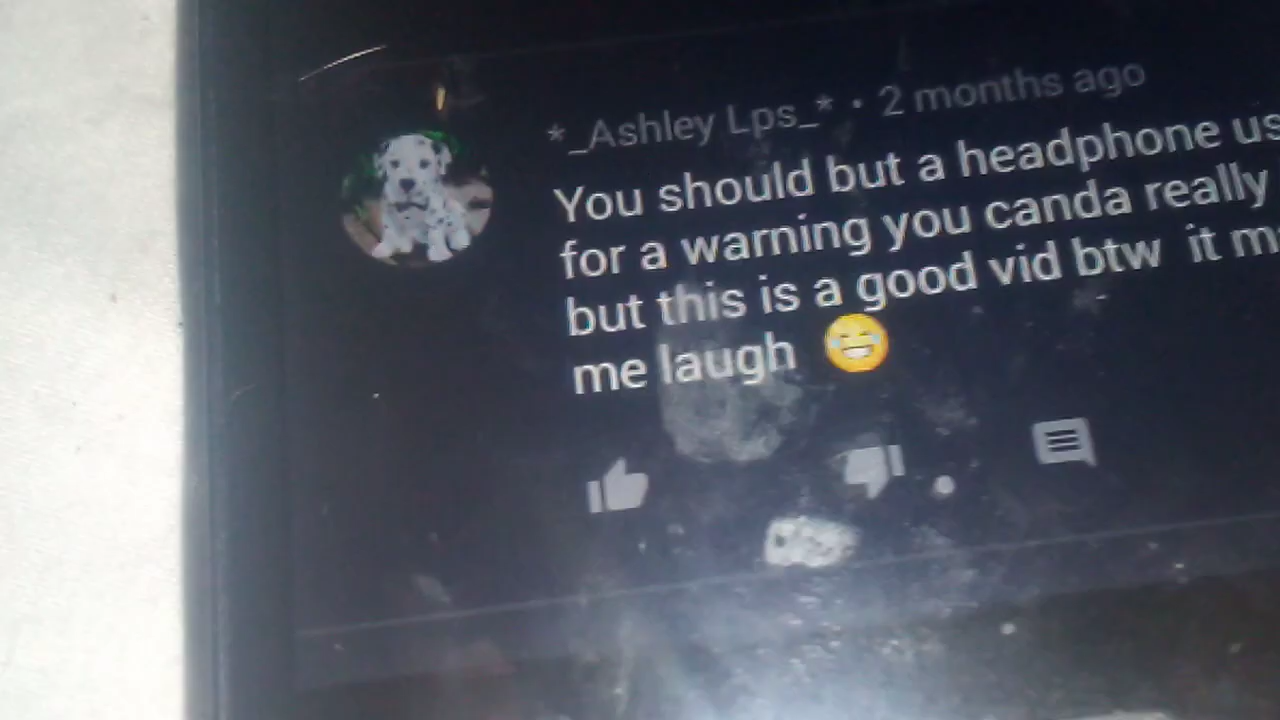 *_Ashley Lps_* • 2 months ago
You should but a headphone us
for a warning you canda really
but this is a good vid btw it m
me laugh 😂